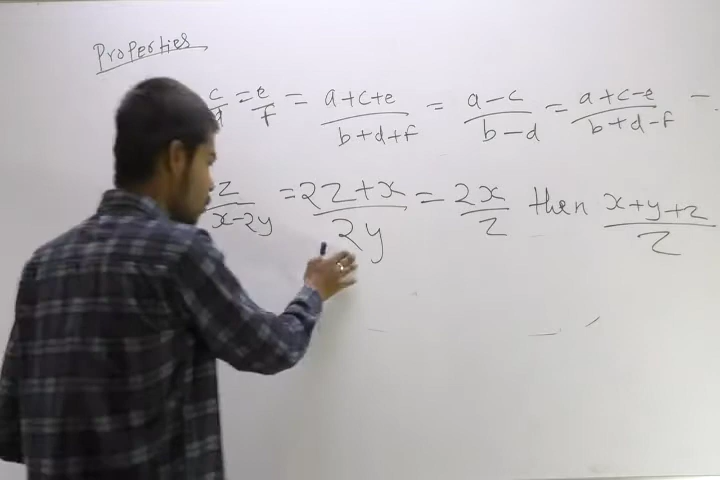 Properties
c/d = e/f = a+c+e/b+d+f = a-c/b-d = a+c-e/b+d-f -
z/x-2y = 2z+x/2y = 2x/z then x+y+z/z